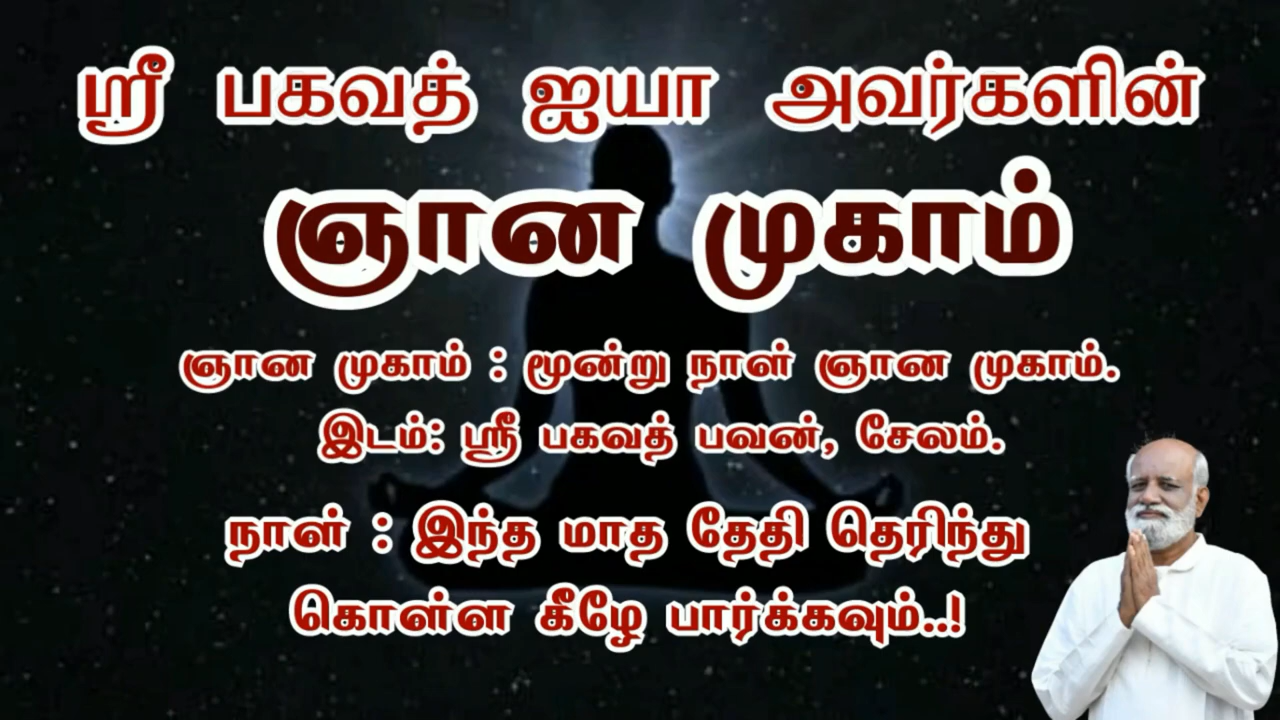 ஸ்ரீ பகவத் ஐயா அவர்களின்
ஞான முகாம்
ஞான முகாம் : மூன்று நாள் ஞான முகாம்.
இடம்: ஸ்ரீ பகவத் பவன், சேலம்.
நாள் : இந்த மாத தேதி தெரிந்து
கொள்ள கீழே பார்க்கவும்..!